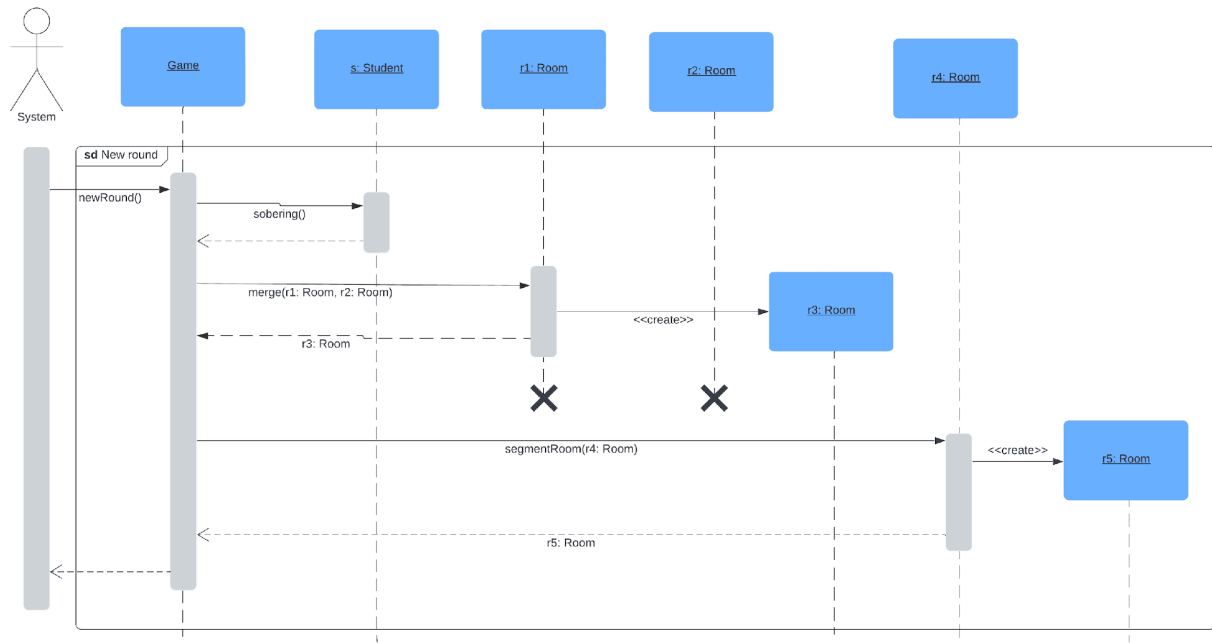 Game
s: Student
r1: Room
r2: Room
r4: Room
System
sd New round
newRound()
sobering()
merge(r1: Room, r2: Room)
<<create>>
r3: Room
r3: Room
segmentRoom(r4: Room)
<<create>>
r5: Room
r5: Room